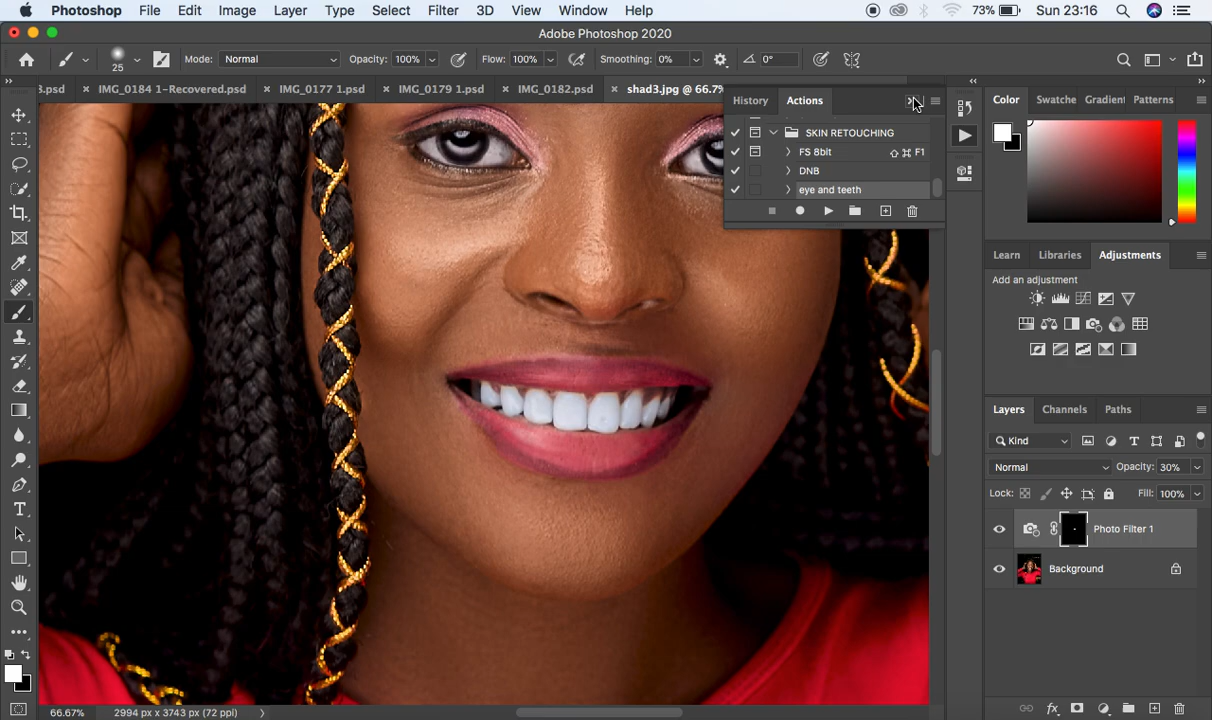 Photoshop File Edit Image Layer Type Select Filter 3D View Window Help 73% Sun 23:16
Adobe Photoshop 2020
25 Mode: Normal Opacity: 100% Flow: 100% Smoothing: 0% 0°
3.psd × IMG_0184 1-Recovered.psd × IMG_0177 1.psd × IMG_0179 1.psd × IMG_0182.psd × shad3.jpg @ 66.7%
History Actions
SKIN RETOUCHING
FS 8bit F1
DNB
eye and teeth
Color Swatche Gradien Patterns
Learn Libraries Adjustments
Add an adjustment
Layers Channels Paths
Kind
Normal Opacity: 30%
Lock: Fill: 100%
Photo Filter 1
Background
66.67% 2994 px x 3743 px (72 ppi)